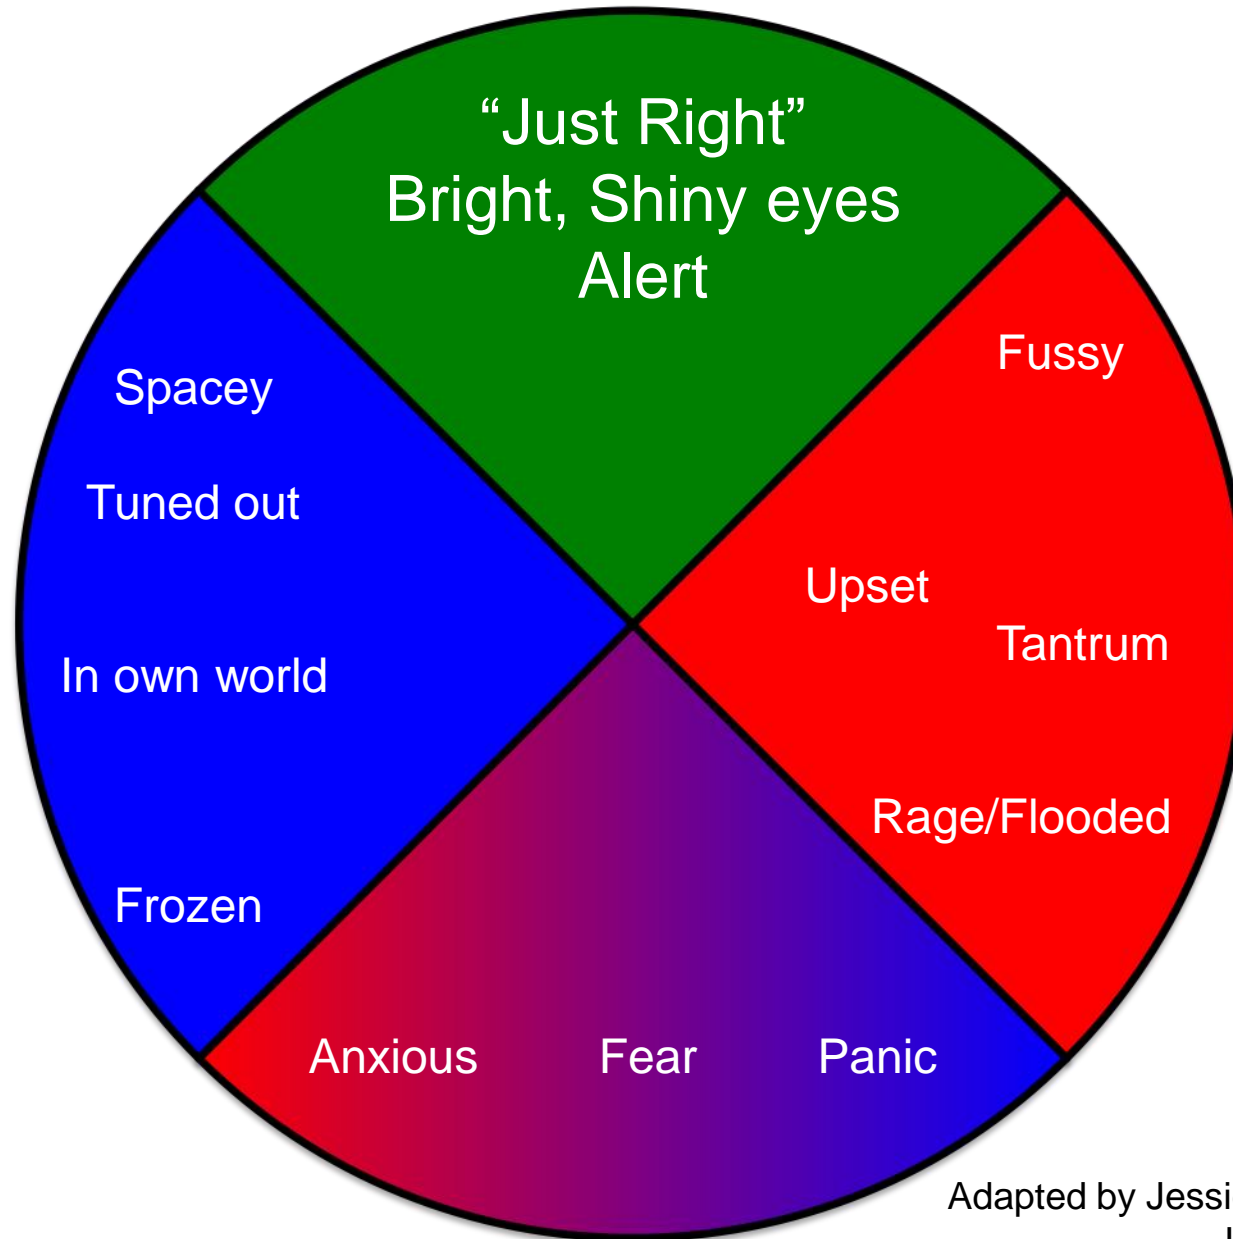 “Just Right”
Bright, Shiny eyes
Alert
Fussy
Spacey
Tuned out
Upset
Tantrum
In own world
Rage/Flooded
Frozen
Anxious Fear Panic
Adapted by